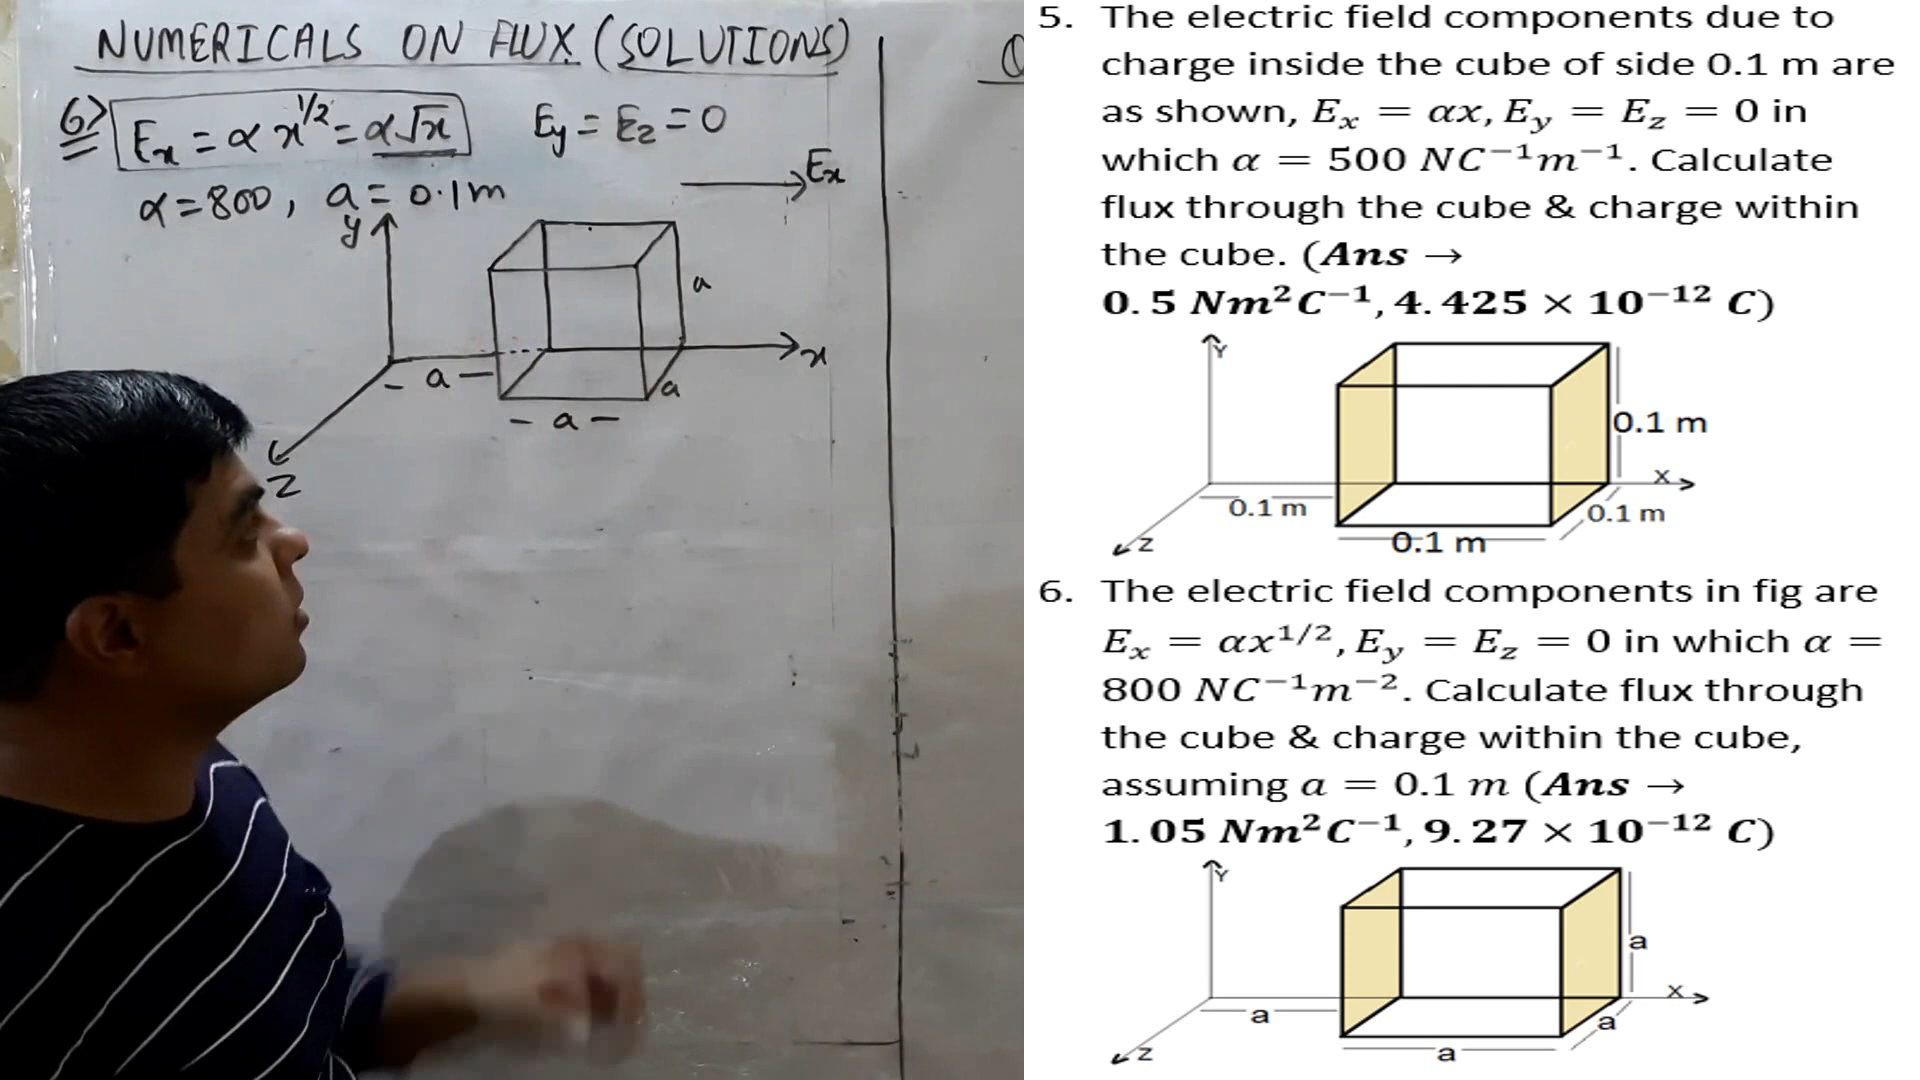 NUMERICALS ON FLUX (SOLUTIONS)
6> Ex = α x^1/2 = α√x Ey = Ez = 0
α = 800, a = 0.1m
Ex
y
a
x
- a -
a
- a -
z
5. The electric field components due to
charge inside the cube of side 0.1 m are
as shown, Ex = αx, Ey = Ez = 0 in
which α = 500 NC⁻¹m⁻¹. Calculate
flux through the cube & charge within
the cube. (Ans →
0.5 Nm²C⁻¹, 4.425 × 10⁻¹² C)
Y
0.1 m
X
0.1 m
0.1 m
0.1 m
Z
6. The electric field components in fig are
Ex = αx^1/2, Ey = Ez = 0 in which α =
800 NC⁻¹m⁻². Calculate flux through
the cube & charge within the cube,
assuming a = 0.1 m (Ans →
1.05 Nm²C⁻¹, 9.27 × 10⁻¹² C)
Y
a
X
a
a
a
Z